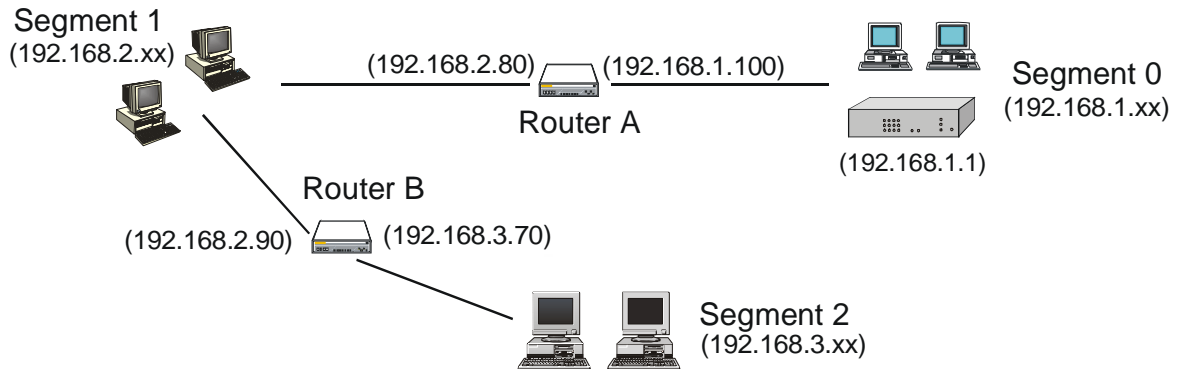 Segment 1
(192.168.2.xx)
(192.168.2.80)
(192.168.1.100)
Router A
Segment 0
(192.168.1.xx)
(192.168.1.1)
Router B
(192.168.2.90)
(192.168.3.70)
Segment 2
(192.168.3.xx)